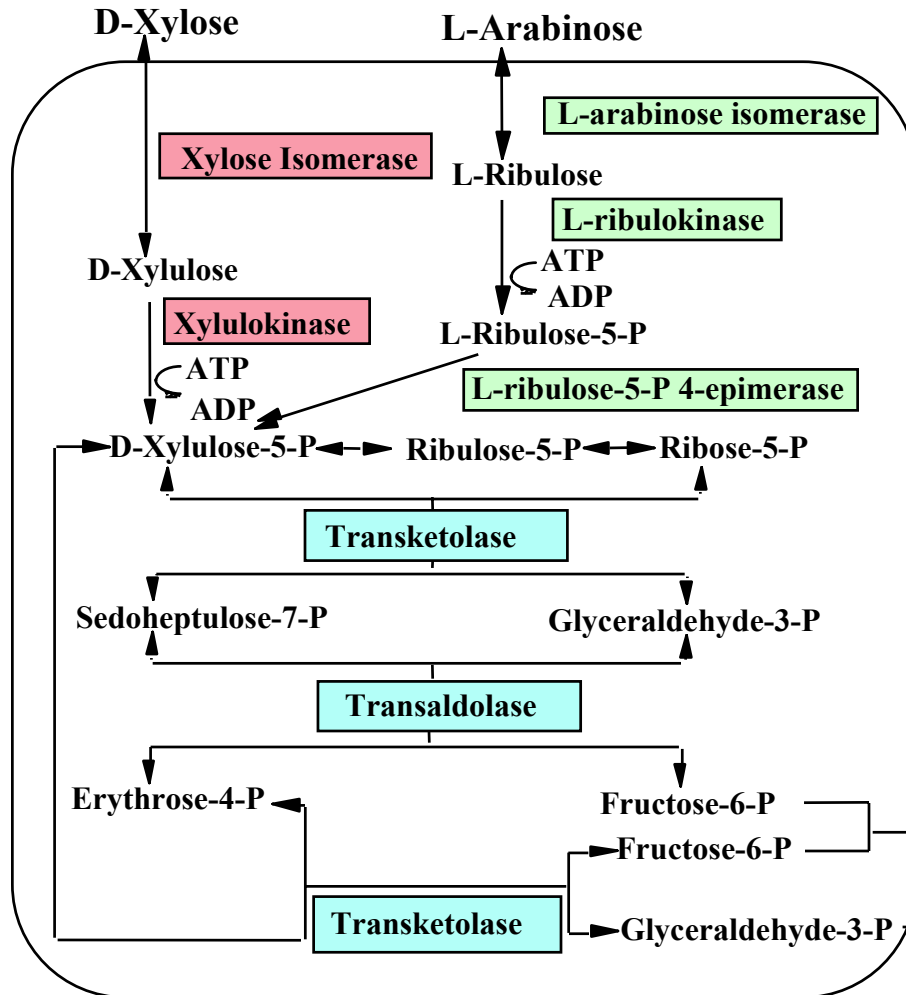 D-Xylose
L-Arabinose
L-arabinose isomerase
Xylose Isomerase
L-Ribulose
L-ribulokinase
D-Xylulose
ATP
ADP
Xylulokinase
L-Ribulose-5-P
ATP
ADP
L-ribulose-5-P 4-epimerase
D-Xylulose-5-P
Ribulose-5-P
Ribose-5-P
Transketolase
Sedoheptulose-7-P
Glyceraldehyde-3-P
Transaldolase
Erythrose-4-P
Fructose-6-P
Fructose-6-P
Transketolase
Glyceraldehyde-3-P